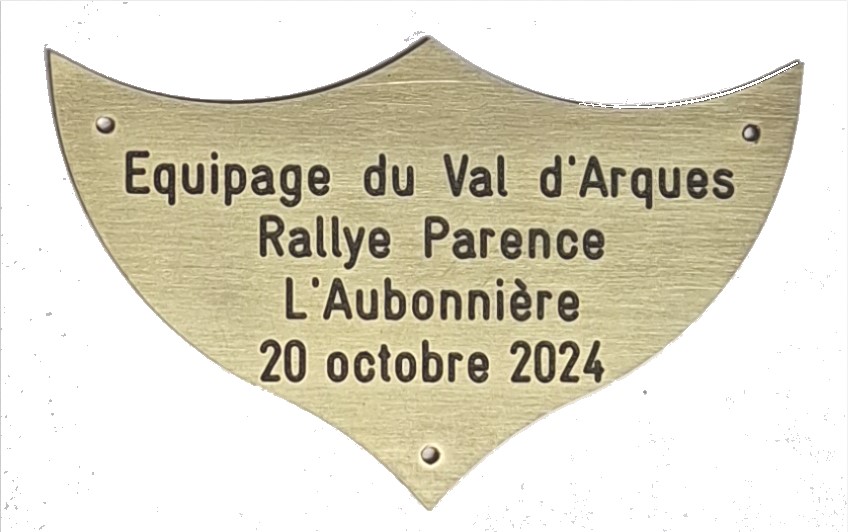 Equipage du Val d'Arques
Rallye Parence
L'Aubonnière
20 octobre 2024